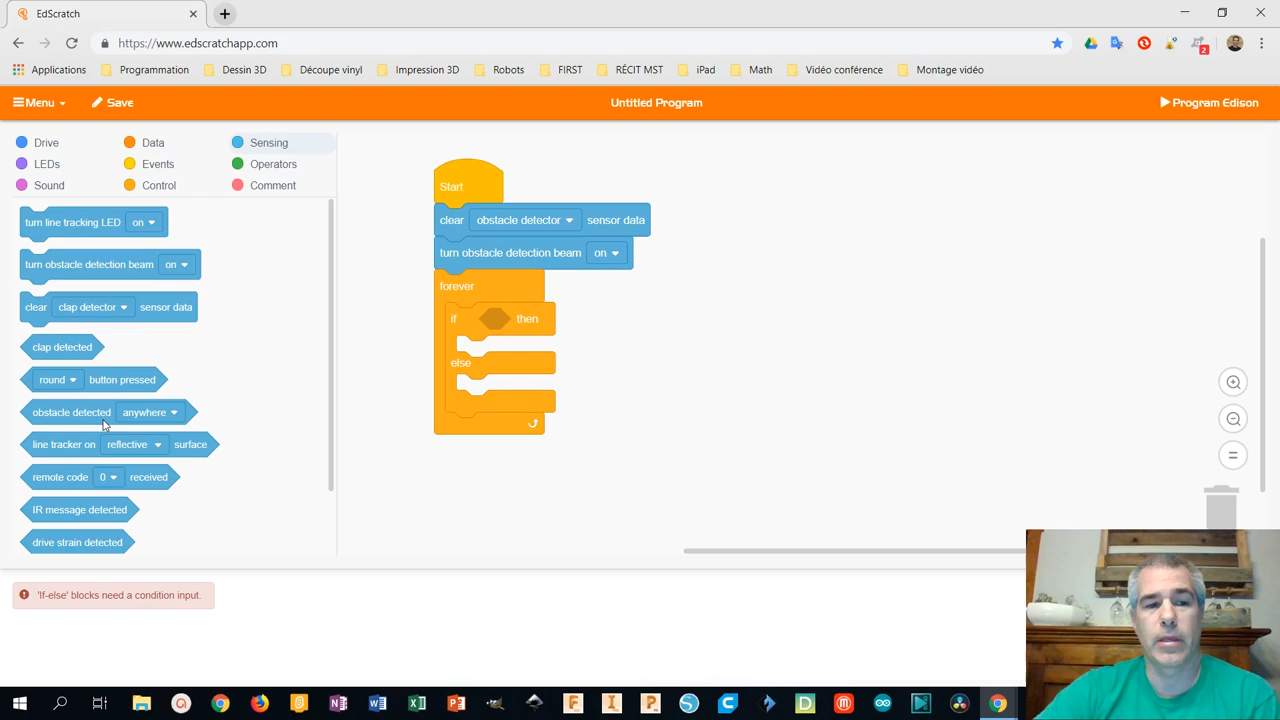 EdScratch
https://www.edscratchapp.com
Applications Programmation Dessin 3D Découpe vinyl Impression 3D Robots FIRST RÉCIT MST iPad Math Vidéo conférence Montage vidéo
2
Menu Save Untitled Program Program Edison
Drive Data Sensing
LEDs Events Operators
Sound Control Comment
turn line tracking LED on
turn obstacle detection beam on
clear clap detector sensor data
clap detected
round button pressed
obstacle detected anywhere
line tracker on reflective surface
remote code 0 received
IR message detected
drive strain detected
Start
clear obstacle detector sensor data
turn obstacle detection beam on
forever
if then
else
'If-else' blocks need a condition input.